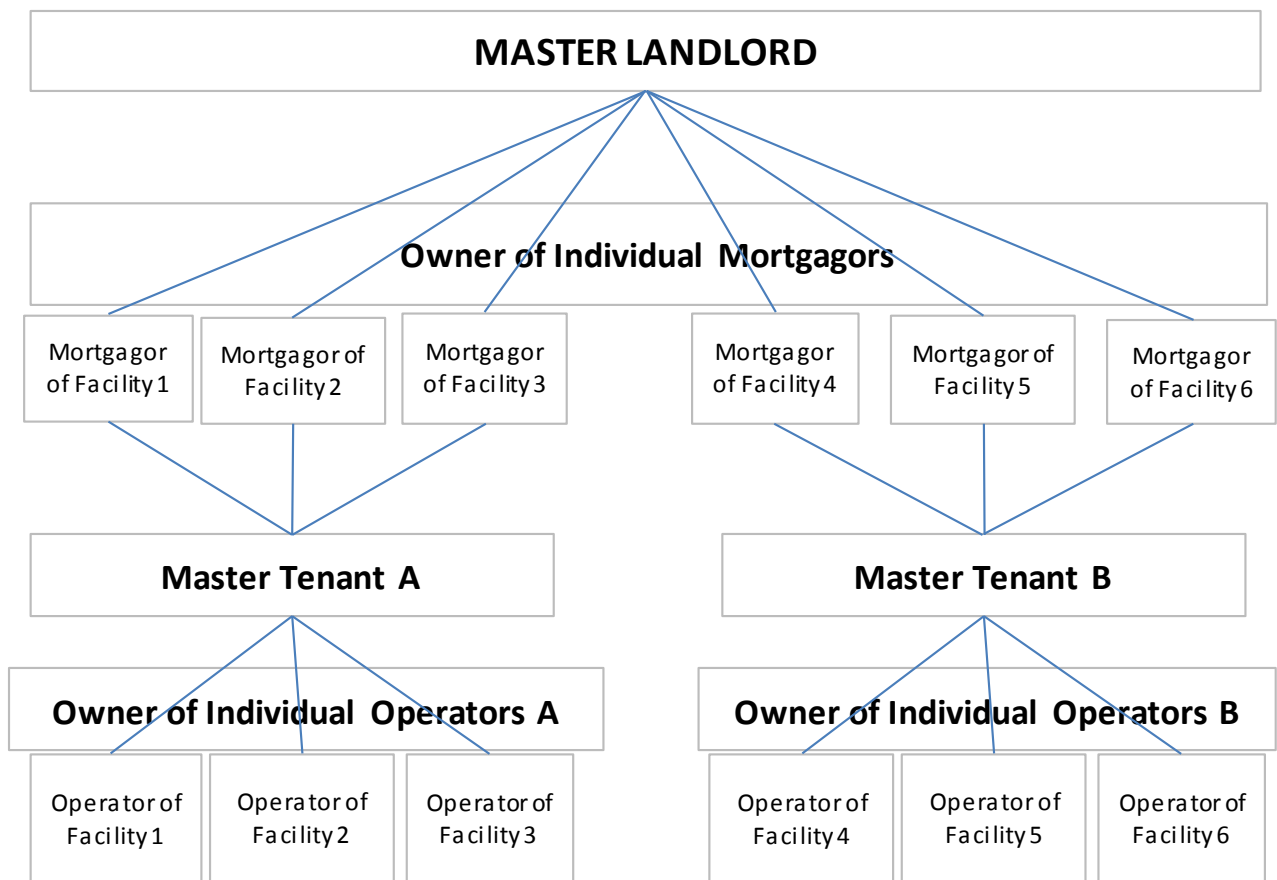 MASTER LANDLORD
Owner of Individual Mortgagors
Mortgagor
of Facility 1
Mortgagor of
Facility 2
Mortgagor
of Facility 3
Mortgagor
of Facility 4
Mortgagor of
Facility 5
Mortgagor
of Facility 6
Master Tenant A
Master Tenant B
Owner of Individual Operators A
Owner of Individual Operators B
Operator of
Facility 1
Operator of
Facility 2
Operator of
Facility 3
Operator of
Facility 4
Operator of
Facility 5
Operator of
Facility 6